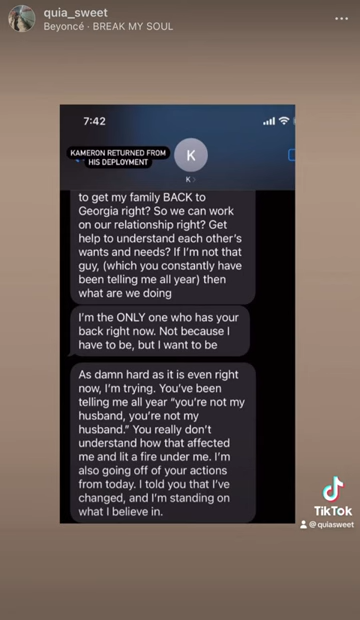 quia_sweet
Beyoncé · BREAK MY SOUL
7:42
KAMERON RETURNED FROM
HIS DEPLOYMENT
K
K
to get my family BACK to
Georgia right? So we can work
on our relationship right? Get
help to understand each other's
wants and needs? If I'm not that
guy, (which you constantly have
been telling me all year) then
what are we doing
I'm the ONLY one who has your
back right now. Not because I
have to be, but I want to be
As damn hard as it is even right
now, I'm trying. You've been
telling me all year “you're not my
husband, you're not my
husband.” You really don't
understand how that affected
me and lit a fire under me. I'm
also going off of your actions
from today. I told you that I've
changed, and I'm standing on
what I believe in.
TikTok
@quiasweet